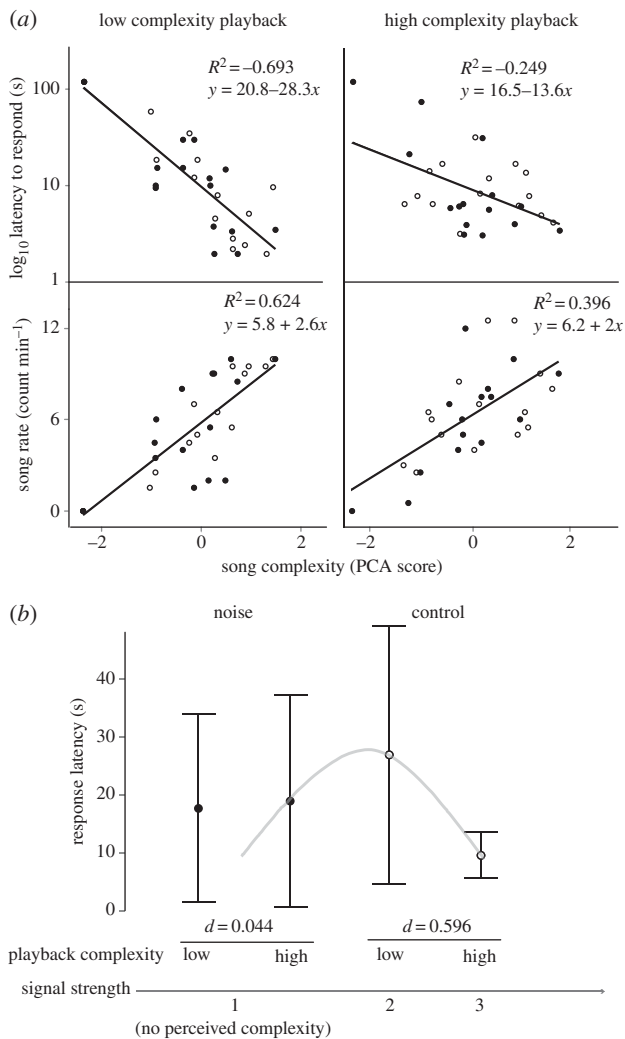 (a) low complexity playback high complexity playback
R² = –0.693
y = 20.8–28.3x
R² = –0.249
y = 16.5–13.6x
log₁₀ latency to respond (s)
100
10
1
R² = 0.624
y = 5.8 + 2.6x
R² = 0.396
y = 6.2 + 2x
song rate (count min⁻¹)
12
6
0
–2 0 2 –2 0 2
song complexity (PCA score)
(b) noise control
response latency (s)
40
30
20
10
0
d = 0.044 d = 0.596
playback complexity low high low high
signal strength
1 2 3
(no perceived complexity)